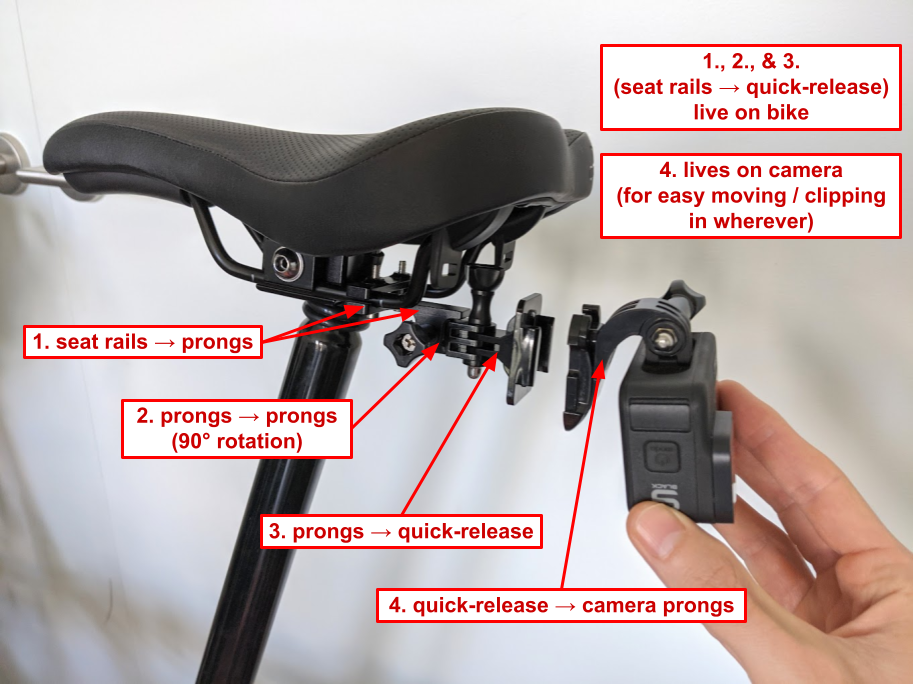 1., 2., & 3.
(seat rails → quick-release)
live on bike
4. lives on camera
(for easy moving / clipping
in wherever)
1. seat rails → prongs
2. prongs → prongs
(90° rotation)
3. prongs → quick-release
4. quick-release → camera prongs
BLACK